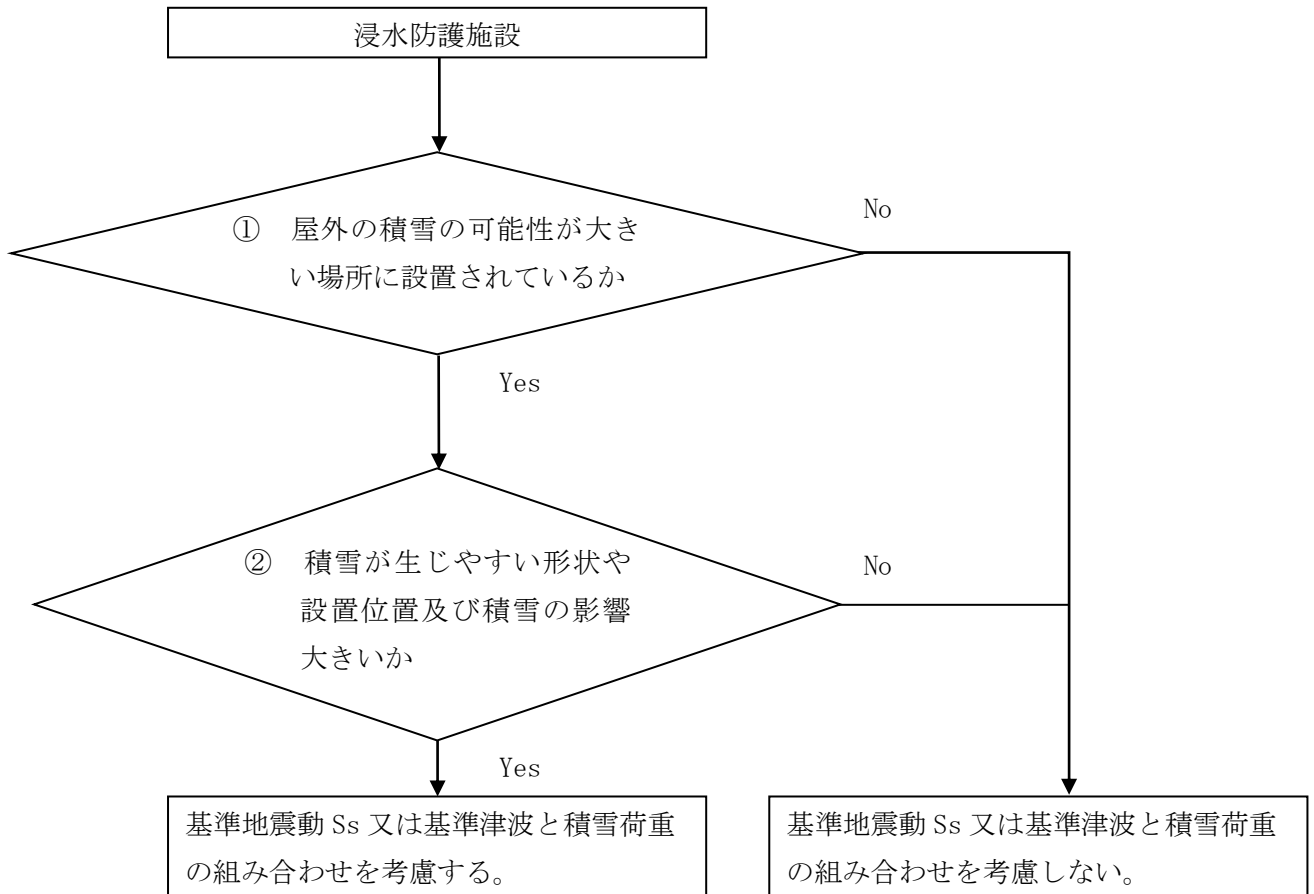 浸水防護施設
① 屋外の積雪の可能性が大き
い場所に設置されているか
No
Yes
② 積雪が生じやすい形状や
設置位置及び積雪の影響
大きいか
No
Yes
基準地震動 Ss 又は基準津波と積雪荷重
の組み合わせを考慮する。
基準地震動 Ss 又は基準津波と積雪荷重
の組み合わせを考慮しない。